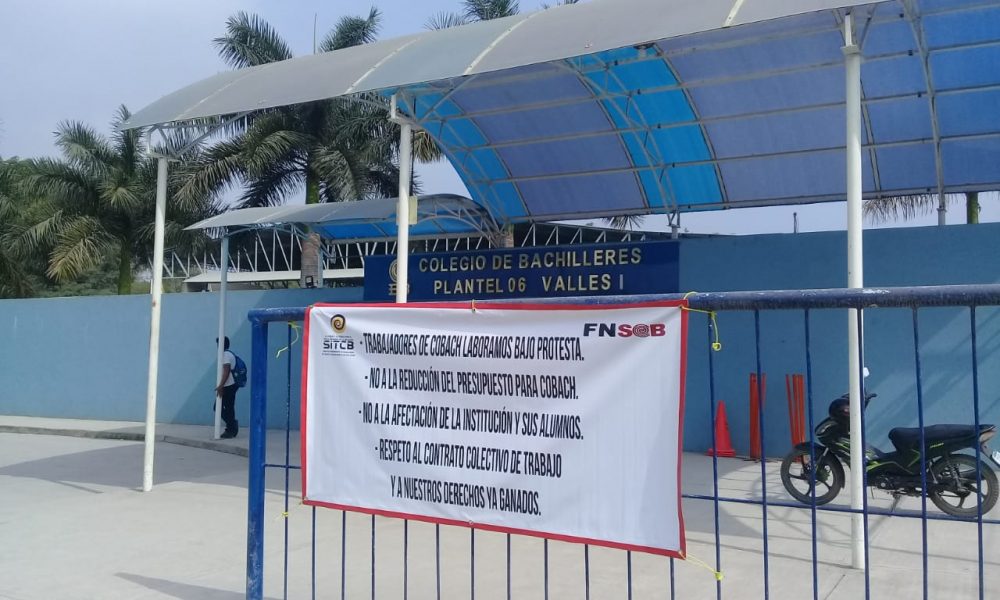 COLEGIO DE BACHILLERES
PLANTEL 06 VALLES I
SITCB
FNS@B
- TRABAJADORES DE COBACH LABORAMOS BAJO PROTESTA.
- NO A LA REDUCCIÓN DEL PRESUPUESTO PARA COBACH.
- NO A LA AFECTACIÓN DE LA INSTITUCIÓN Y SUS ALUMNOS.
- RESPETO AL CONTRATO COLECTIVO DE TRABAJO
Y A NUESTROS DERECHOS YA GANADOS.